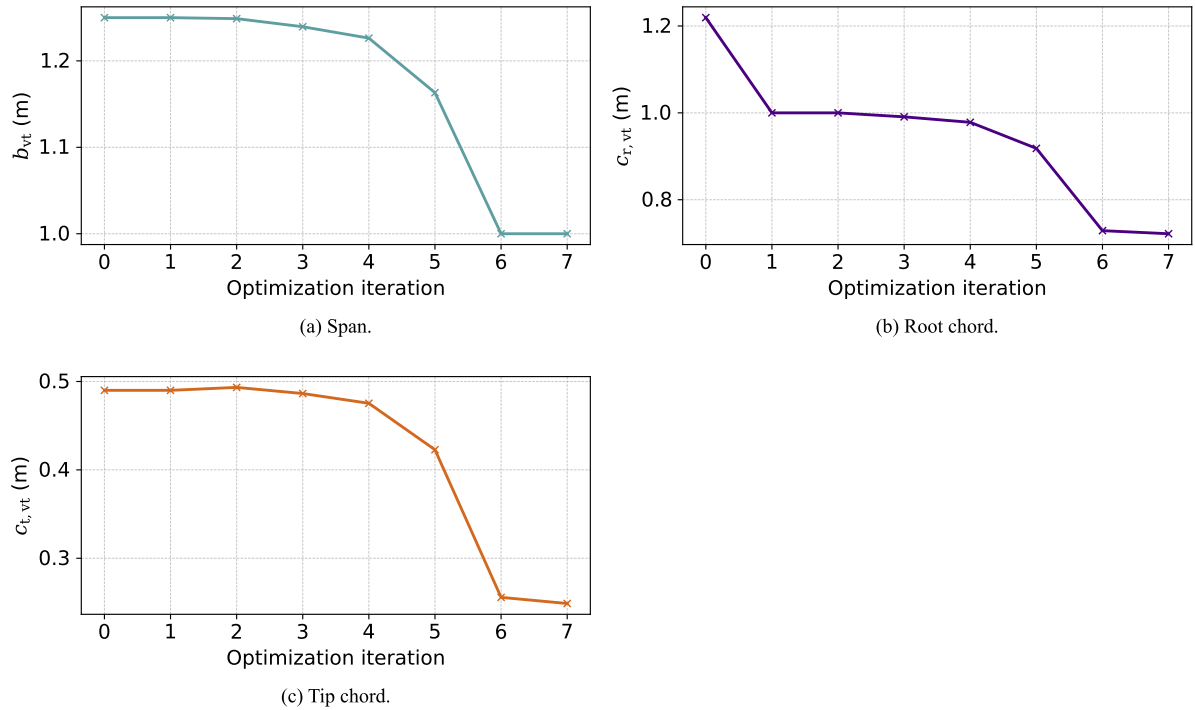 1.2
1.1
1.0
b_vt (m)
0 1 2 3 4 5 6 7
Optimization iteration
(a) Span.
1.2
1.0
0.8
c_r,vt (m)
0 1 2 3 4 5 6 7
Optimization iteration
(b) Root chord.
0.5
0.4
0.3
c_t,vt (m)
0 1 2 3 4 5 6 7
Optimization iteration
(c) Tip chord.